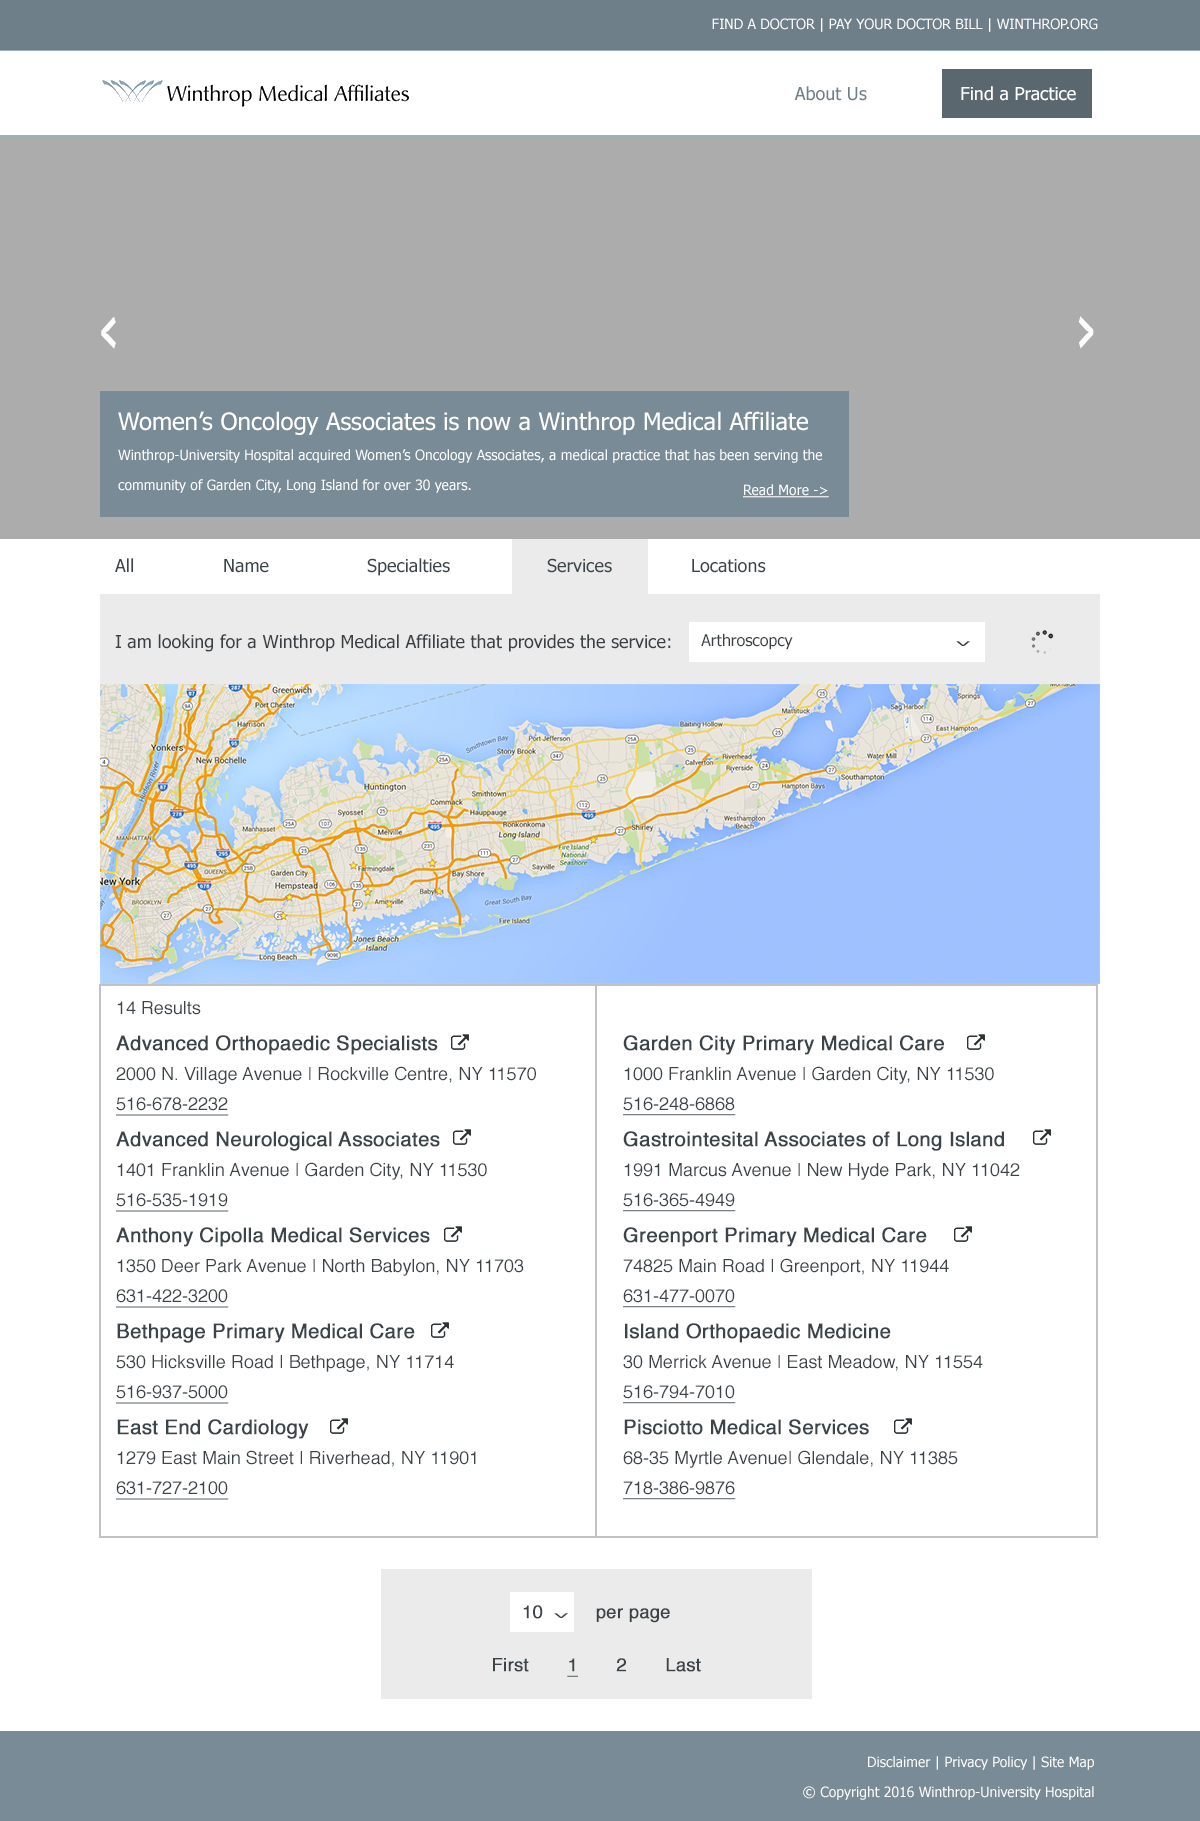 FIND A DOCTOR | PAY YOUR DOCTOR BILL | WINTHROP.ORG
Winthrop Medical Affiliates
About Us
Find a Practice
Women’s Oncology Associates is now a Winthrop Medical Affiliate
Winthrop-University Hospital acquired Women’s Oncology Associates, a medical practice that has been serving the
community of Garden City, Long Island for over 30 years.
Read More ->
All Name Specialties Services Locations
I am looking for a Winthrop Medical Affiliate that provides the service:
Arthroscopcy
Greenwich
Port Chester
Harrison
Yonkers
New Rochelle
Hudson River
Huntington
Syosset
Melville
Manhasset
MANHATTAN
QUEENS
New York
BROOKLYN
Garden City
Hempstead
Farmingdale
Long Beach
Jones Beach
Island
Smithtown Bay
Stony Brook
Port Jefferson
Commack
Smithtown
Hauppauge
Ronkonkoma
Long Island
Bay Shore
Sayville
Great South Bay
Fire Island
Fire Island
National
Seashore
Shirley
Baiting Hollow
Calverton
Riverhead
Riverside
Mattituck
Hampton Bays
Westhampton
Beach
Southampton
Water Mill
Sag Harbor
East Hampton
Springs
14 Results
Advanced Orthopaedic Specialists
2000 N. Village Avenue | Rockville Centre, NY 11570
516-678-2232
Advanced Neurological Associates
1401 Franklin Avenue | Garden City, NY 11530
516-535-1919
Anthony Cipolla Medical Services
1350 Deer Park Avenue | North Babylon, NY 11703
631-422-3200
Bethpage Primary Medical Care
530 Hicksville Road | Bethpage, NY 11714
516-937-5000
East End Cardiology
1279 East Main Street | Riverhead, NY 11901
631-727-2100
Garden City Primary Medical Care
1000 Franklin Avenue | Garden City, NY 11530
516-248-6868
Gastrointesital Associates of Long Island
1991 Marcus Avenue | New Hyde Park, NY 11042
516-365-4949
Greenport Primary Medical Care
74825 Main Road | Greenport, NY 11944
631-477-0070
Island Orthopaedic Medicine
30 Merrick Avenue | East Meadow, NY 11554
516-794-7010
Pisciotto Medical Services
68-35 Myrtle Avenue| Glendale, NY 11385
718-386-9876
10 per page
First 1 2 Last
Disclaimer | Privacy Policy | Site Map
© Copyright 2016 Winthrop-University Hospital